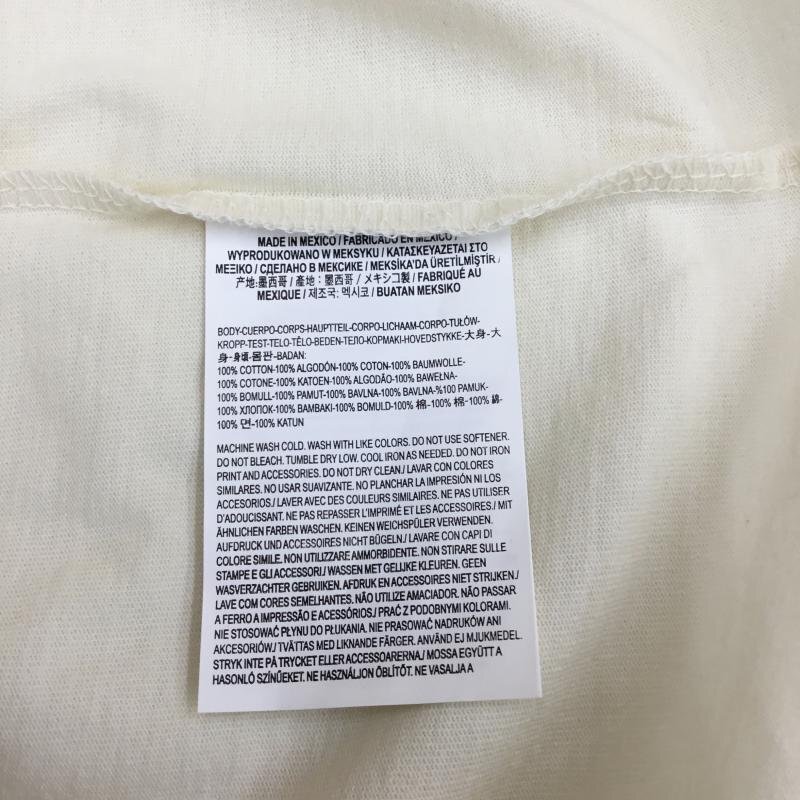 MADE IN MEXICO / FABRICADO EN MÉXICO /
WYPRODUKOWANO W MEKSYKU / ΚΑΤΑΣΚΕΥΑΖΕΤΑΙ ΣΤΟ
ΜΕΞΙΚΟ / СДЕЛАНО В МЕКСИКЕ / MEKSİKA'DA ÜRETİLMİŞTİR /
产地:墨西哥 / 產地:墨西哥 / メキシコ製 / FABRIQUÉ AU
MEXIQUE / 제조국: 멕시코 / BUATAN MEKSIKO
BODY-CUERPO-CORPS-HAUPTTEIL-CORPO-LICHAAM-CORPO-TUŁÓW-
KROPP-TEST-TELO-TĚLO-BEDEN-ТЕЛО-ΚΟΡΜΑΚΙ-HOVEDSTYKKE-大身-大
身-身頃-몸판-BADAN:
100% COTTON-100% ALGODÓN-100% COTON-100% BAUMWOLLE-
100% COTONE-100% KATOEN-100% ALGODÃO-100% BAWEŁNA-
100% BOMULL-100% PAMUT-100% BAVLNA-100% BAVLNA-%100 PAMUK-
100% ХЛОПОК-100% ΒΑΜΒΑΚΙ-100% BOMULD-100% 棉-100% 棉-100% 綿-
100% 면-100% KATUN
MACHINE WASH COLD. WASH WITH LIKE COLORS. DO NOT USE SOFTENER.
DO NOT BLEACH. TUMBLE DRY LOW. COOL IRON AS NEEDED. DO NOT IRON
PRINT AND ACCESSORIES. DO NOT DRY CLEAN./ LAVAR CON COLORES
SIMILARES. NO USAR SUAVIZANTE. NO PLANCHAR LA IMPRESIÓN NI LOS
ACCESORIOS./ LAVER AVEC DES COULEURS SIMILAIRES. NE PAS UTILISER
D'ADOUCISSANT. NE PAS REPASSER L'IMPRIMÉ ET LES ACCESSOIRES./ MIT
ÄHNLICHEN FARBEN WASCHEN. KEINEN WEICHSPÜLER VERWENDEN.
AUFDRUCK UND ACCESSOIRES NICHT BÜGELN./ LAVARE CON CAPI DI
COLORE SIMILE. NON UTILIZZARE AMMORBIDENTE. NON STIRARE SULLE
STAMPE E GLI ACCESSORI./ WASSEN MET GELIJKE KLEUREN. GEEN
WASVERZACHTER GEBRUIKEN. AFDRUK EN ACCESSOIRES NIET STRIJKEN./
LAVE COM CORES SEMELHANTES. NÃO UTILIZE AMACIADOR. NÃO PASSAR
A FERRO A IMPRESSÃO E ACESSÓRIOS./ PRAĆ Z PODOBNYMI KOLORAMI.
NIE STOSOWAĆ PŁYNU DO PŁUKANIA. NIE PRASOWAĆ NADRUKÓW ANI
AKCESORIÓW./ TVÄTTAS MED LIKNANDE FÄRGER. ANVÄND EJ MJUKMEDEL.
STRYK INTE PÅ TRYCKET ELLER ACCESSOARERNA./ MOSSA EGYÜTT A
HASONLÓ SZÍNŰEKET. NE HASZNÁLJON ÖBLÍTŐT. NE VASALJA A